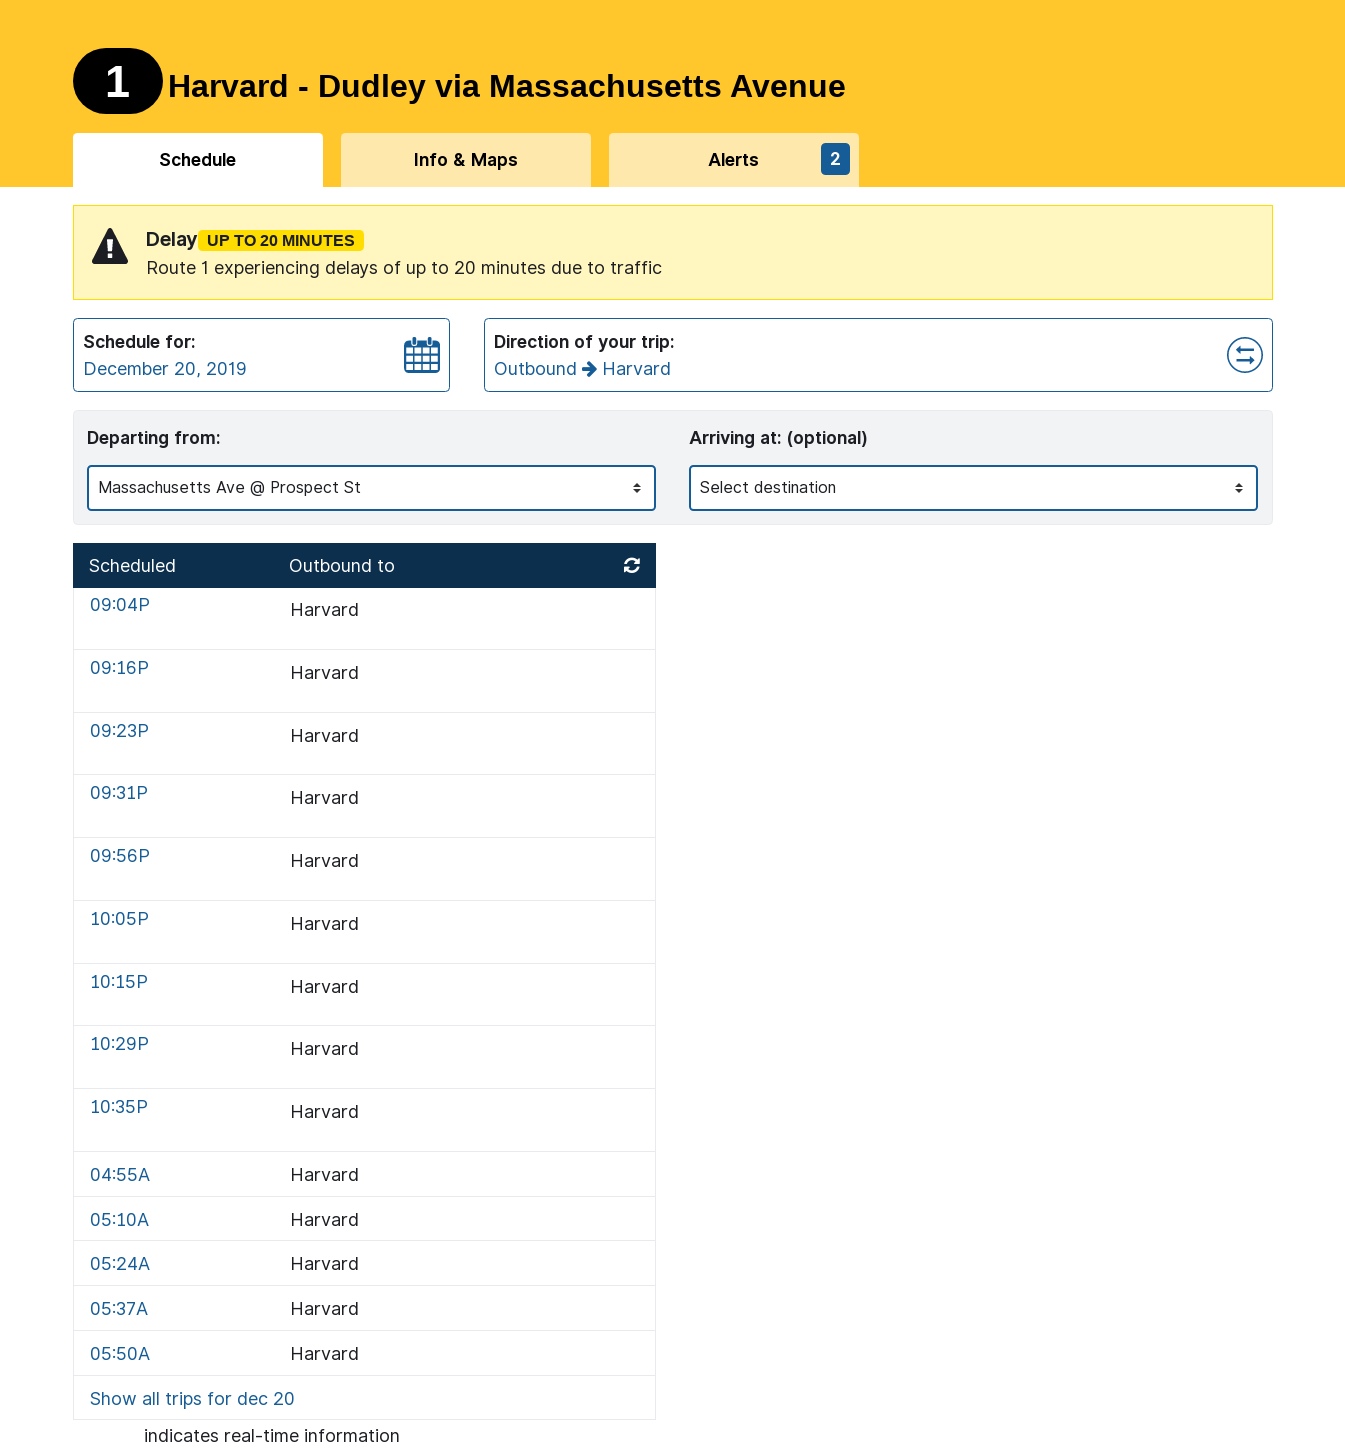 1 Harvard - Dudley via Massachusetts Avenue
Schedule Info & Maps Alerts 2
Delay UP TO 20 MINUTES
Route 1 experiencing delays of up to 20 minutes due to traffic
Schedule for:
December 20, 2019
Direction of your trip:
Outbound Harvard
Departing from:
Massachusetts Ave @ Prospect St
Arriving at: (optional)
Select destination
Scheduled Outbound to
09:04P Harvard
09:16P Harvard
09:23P Harvard
09:31P Harvard
09:56P Harvard
10:05P Harvard
10:15P Harvard
10:29P Harvard
10:35P Harvard
04:55A Harvard
05:10A Harvard
05:24A Harvard
05:37A Harvard
05:50A Harvard
Show all trips for dec 20
indicates real-time information